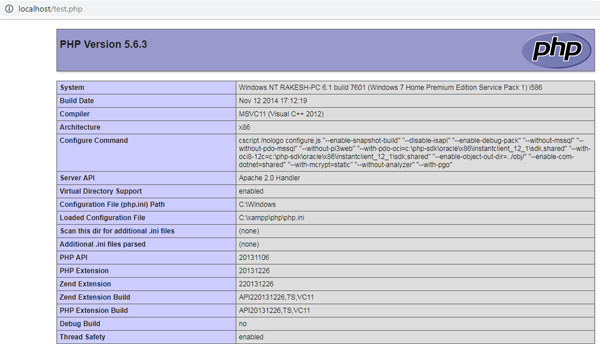 localhost/test.php
PHP Version 5.6.3
php
System Windows NT RAKESH-PC 6.1 build 7601 (Windows 7 Home Premium Edition Service Pack 1) i586
Build Date Nov 12 2014 17:12:19
Compiler MSVC11 (Visual C++ 2012)
Architecture x86
Configure Command cscript /nologo configure.js "--enable-snapshot-build" "--disable-isapi" "--enable-debug-pack" "--without-mssql" "--
without-pdo-mssql" "--without-pi3web" "--with-pdo-oci=c:\php-sdk\oracle\x86\instantclient_12_1\sdk,shared" "--with-
oci8-12c=c:\php-sdk\oracle\x86\instantclient_12_1\sdk,shared" "--enable-object-out-dir=../obj/" "--enable-com-
dotnet=shared" "--with-mcrypt=static" "--without-analyzer" "--with-pgo"
Server API Apache 2.0 Handler
Virtual Directory Support enabled
Configuration File (php.ini) Path C:\Windows
Loaded Configuration File C:\xampp\php\php.ini
Scan this dir for additional .ini files (none)
Additional .ini files parsed (none)
PHP API 20131106
PHP Extension 20131226
Zend Extension 220131226
Zend Extension Build API220131226,TS,VC11
PHP Extension Build API20131226,TS,VC11
Debug Build no
Thread Safety enabled